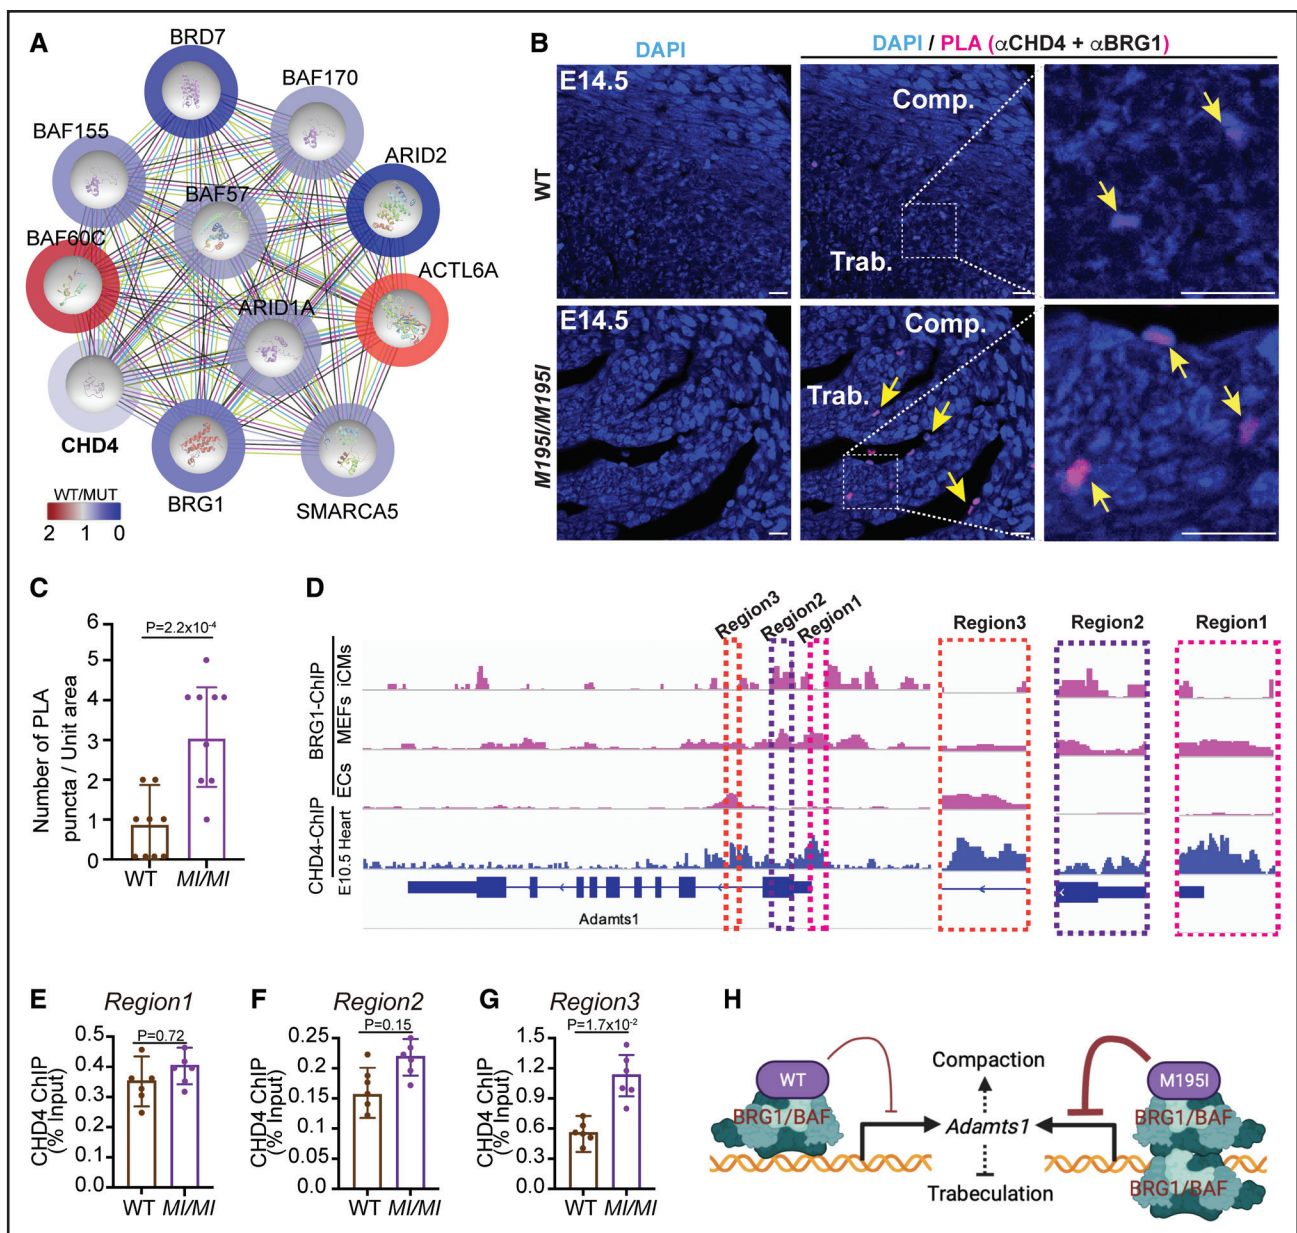 A
BRD7
BAF170
BAF155
ARID2
BAF57
BAF60C
ACTL6A
ARID1A
CHD4
BRG1
SMARCA5
WT/MUT
2 1 0
B
DAPI
DAPI / PLA (αCHD4 + αBRG1)
WT
E14.5
Comp.
Trab.
M195I/M195I
E14.5
Comp.
Trab.
C
P=2.2x10-4
Number of PLA
puncta / Unit area
6
5
4
3
2
1
0
WT MI/MI
D
Region3
Region2
Region1
Region3
Region2
Region1
BRG1-ChIP
iCMs
MEFs
ECs
CHD4-ChIP
E10.5 Heart
Adamts1
E
Region1
P=0.72
CHD4 ChIP
(% Input)
0.5
0.4
0.3
0.2
0.1
0.0
WT MI/MI
F
Region2
P=0.15
CHD4 ChIP
(% Input)
0.25
0.20
0.15
0.10
0.05
0.00
WT MI/MI
G
Region3
P=1.7x10-2
CHD4 ChIP
(% Input)
1.5
1.2
0.9
0.6
0.3
0.0
WT MI/MI
H
WT
BRG1/BAF
Compaction
Adamts1
Trabeculation
M195I
BRG1/BAF
BRG1/BAF